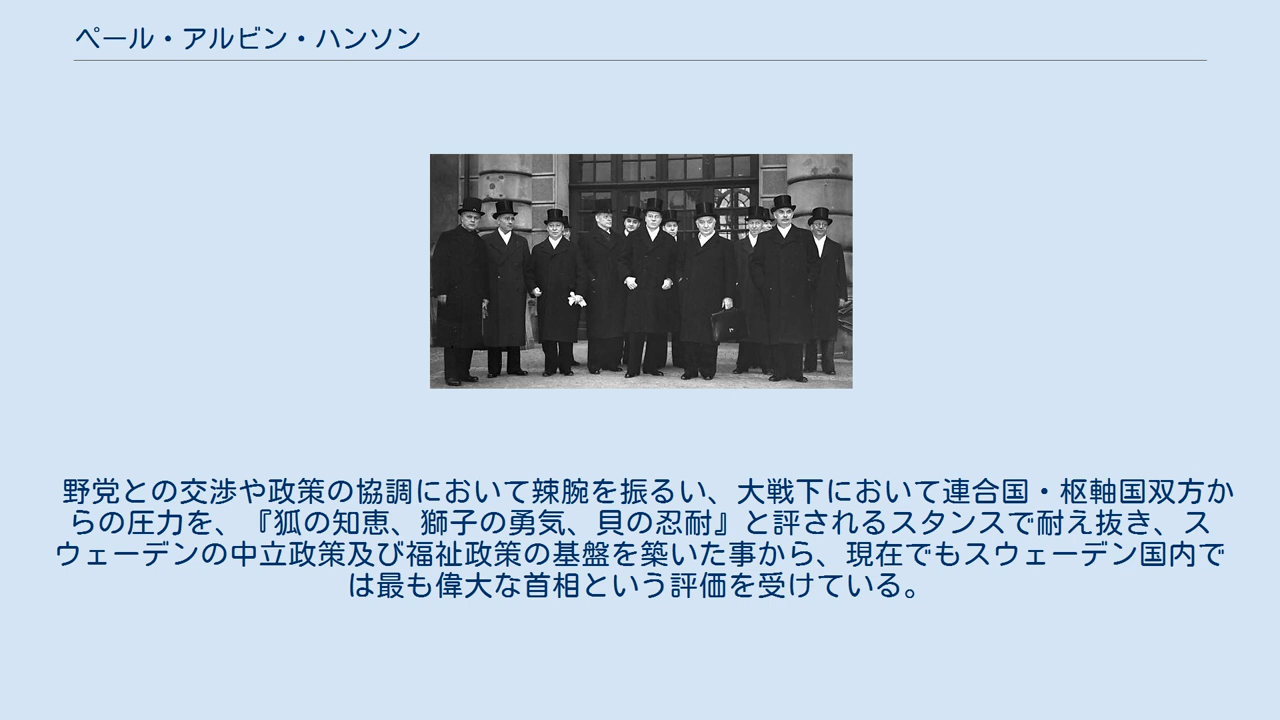 ペール・アルビン・ハンソン
野党との交渉や政策の協調において辣腕を振るい、大戦下において連合国・枢軸国双方か
らの圧力を、『狐の知恵、獅子の勇気、貝の忍耐』と評されるスタンスで耐え抜き、ス
ウェーデンの中立政策及び福祉政策の基盤を築いた事から、現在でもスウェーデン国内で
は最も偉大な首相という評価を受けている。